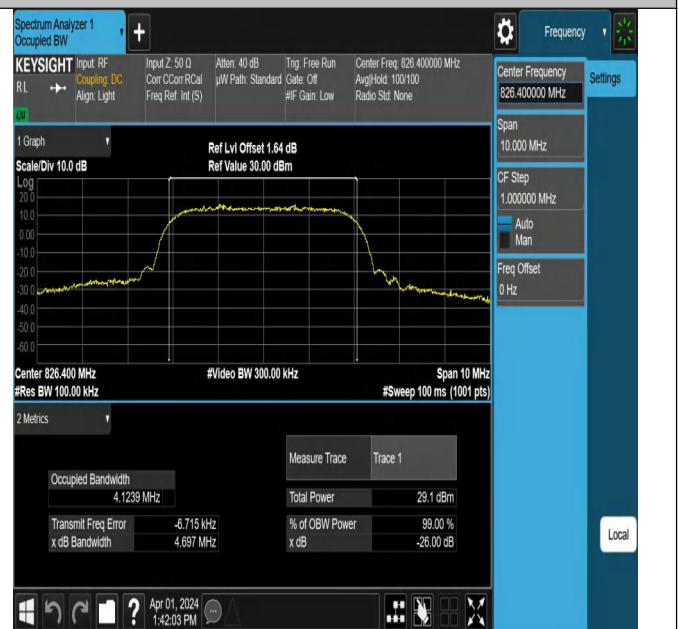 Spectrum Analyzer 1
Occupied BW
+
Frequency
KEYSIGHT
RL
LXI
Input: RF
Coupling: DC
Align: Light
Input Z: 50 Ω
Corr CCorr RCal
Freq Ref: Int (S)
Atten: 40 dB
µW Path: Standard
Trig: Free Run
Gate: Off
#IF Gain: Low
Center Freq: 826.400000 MHz
Avg|Hold: 100/100
Radio Std: None
Center Frequency
826.400000 MHz
Settings
Span
10.000 MHz
CF Step
1.000000 MHz
Auto
Man
Freq Offset
0 Hz
Local
1 Graph
Scale/Div 10.0 dB
Ref Lvl Offset 1.64 dB
Ref Value 30.00 dBm
Log
20.0
10.0
0.00
-10.0
-20.0
-30.0
-40.0
-50.0
-60.0
Center 826.400 MHz
#Video BW 300.00 kHz
Span 10 MHz
#Res BW 100.00 kHz
#Sweep 100 ms (1001 pts)
2 Metrics
Measure Trace Trace 1
Occupied Bandwidth
4.1239 MHz
Total Power 29.1 dBm
Transmit Freq Error -6.715 kHz
% of OBW Power 99.00 %
x dB Bandwidth 4.697 MHz
x dB -26.00 dB
?
Apr 01, 2024
1:42:03 PM